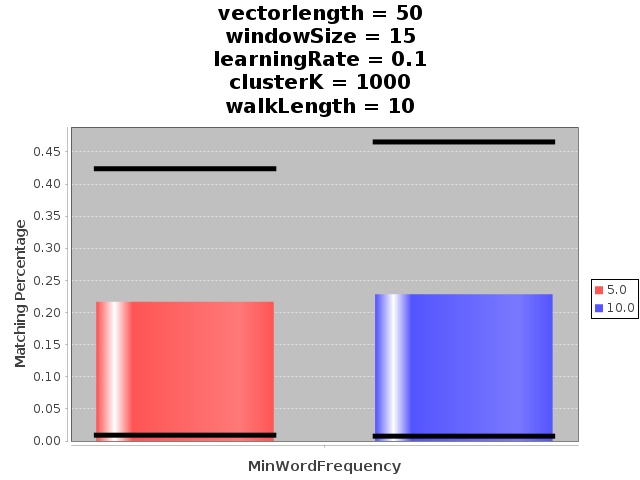 vectorlength = 50
windowSize = 15
learningRate = 0.1
clusterK = 1000
walkLength = 10
Matching Percentage
0.45
0.40
0.35
0.30
0.25
0.20
0.15
0.10
0.05
0.00
MinWordFrequency
5.0
10.0